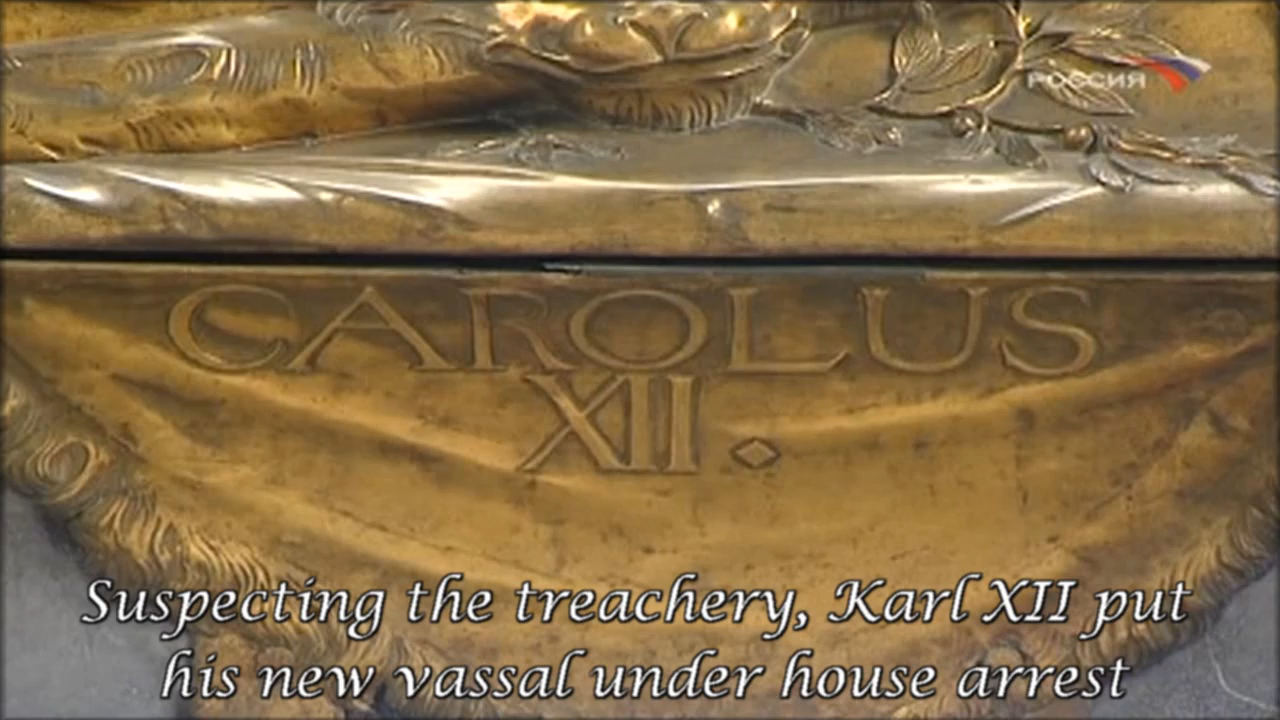 РОССИЯ
CAROLUS
XII.
Suspecting the treachery, Karl XII put
his new vassal under house arrest